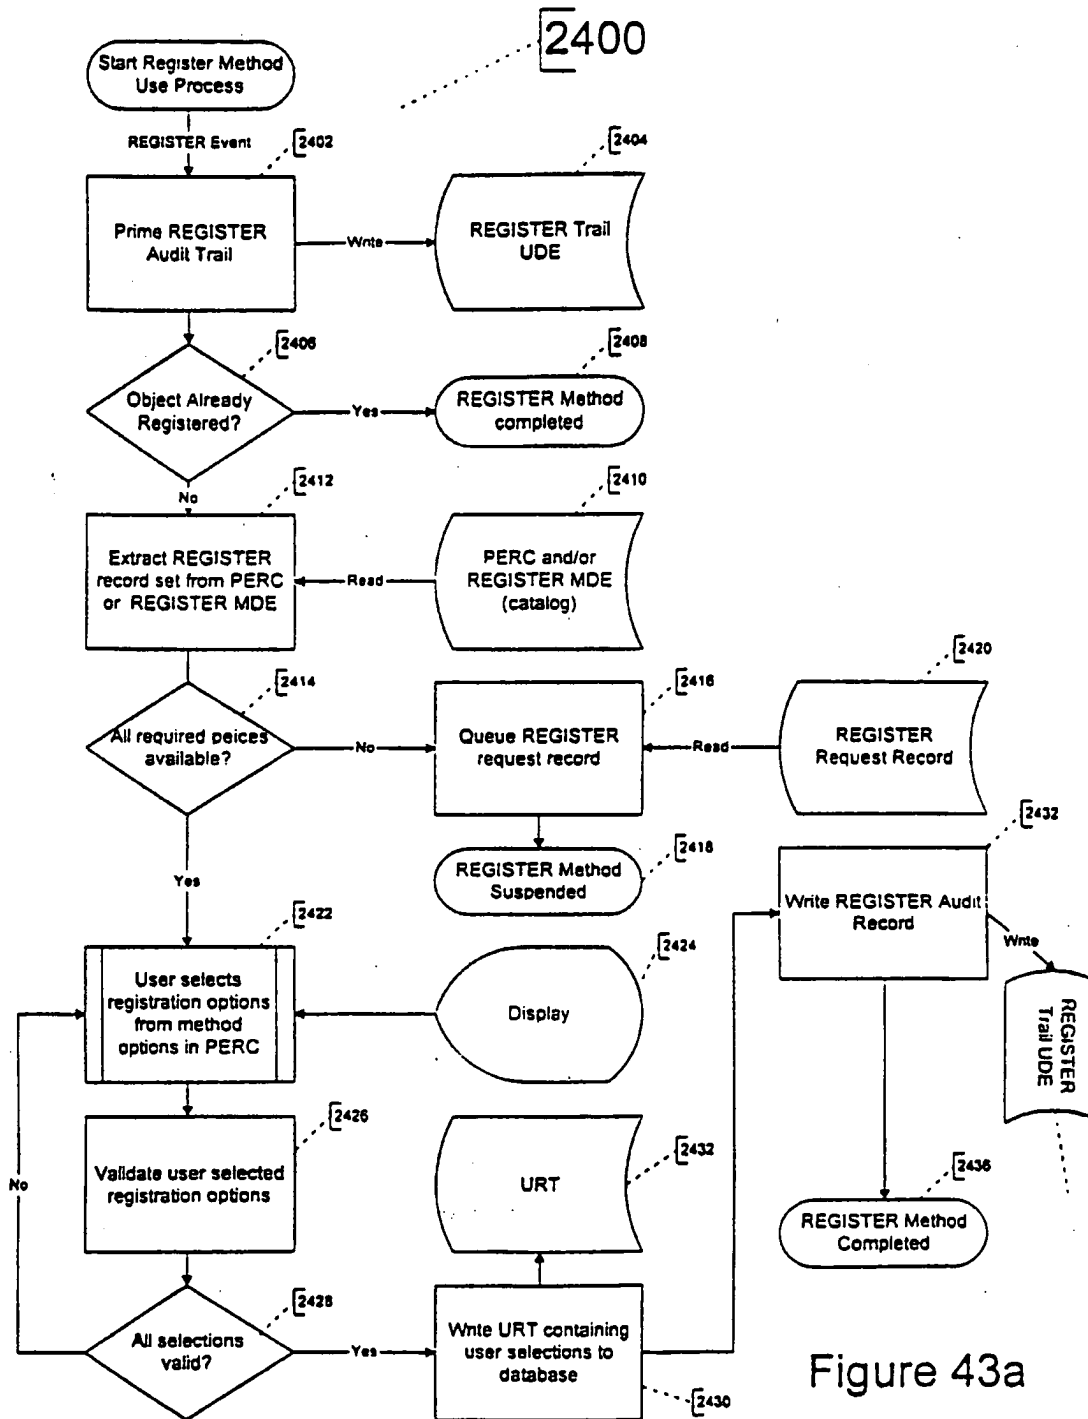 2400
Start Register Method
Use Process
REGISTER Event
2402
2404
Prime REGISTER
Audit Trail
Write
REGISTER Trail
UDE
2406
2408
Object Already
Registered?
Yes
REGISTER Method
completed
No
2412
2410
Extract REGISTER
record set from PERC
or REGISTER MDE
Read
PERC and/or
REGISTER MDE
(catalog)
2414
2416
2420
All required peices
available?
No
Queue REGISTER
request record
Read
REGISTER
Request Record
2418
REGISTER Method
Suspended
2432
Write REGISTER Audit
Record
Write
REGISTER
Trail UDE
Yes
2422
2424
User selects
registration options
from method
options in PERC
Display
2426
2432
Validate user selected
registration options
URT
No
2436
REGISTER Method
Completed
2428
All selections
valid?
Yes
Write URT containing
user selections to
database
2430
Figure 43a